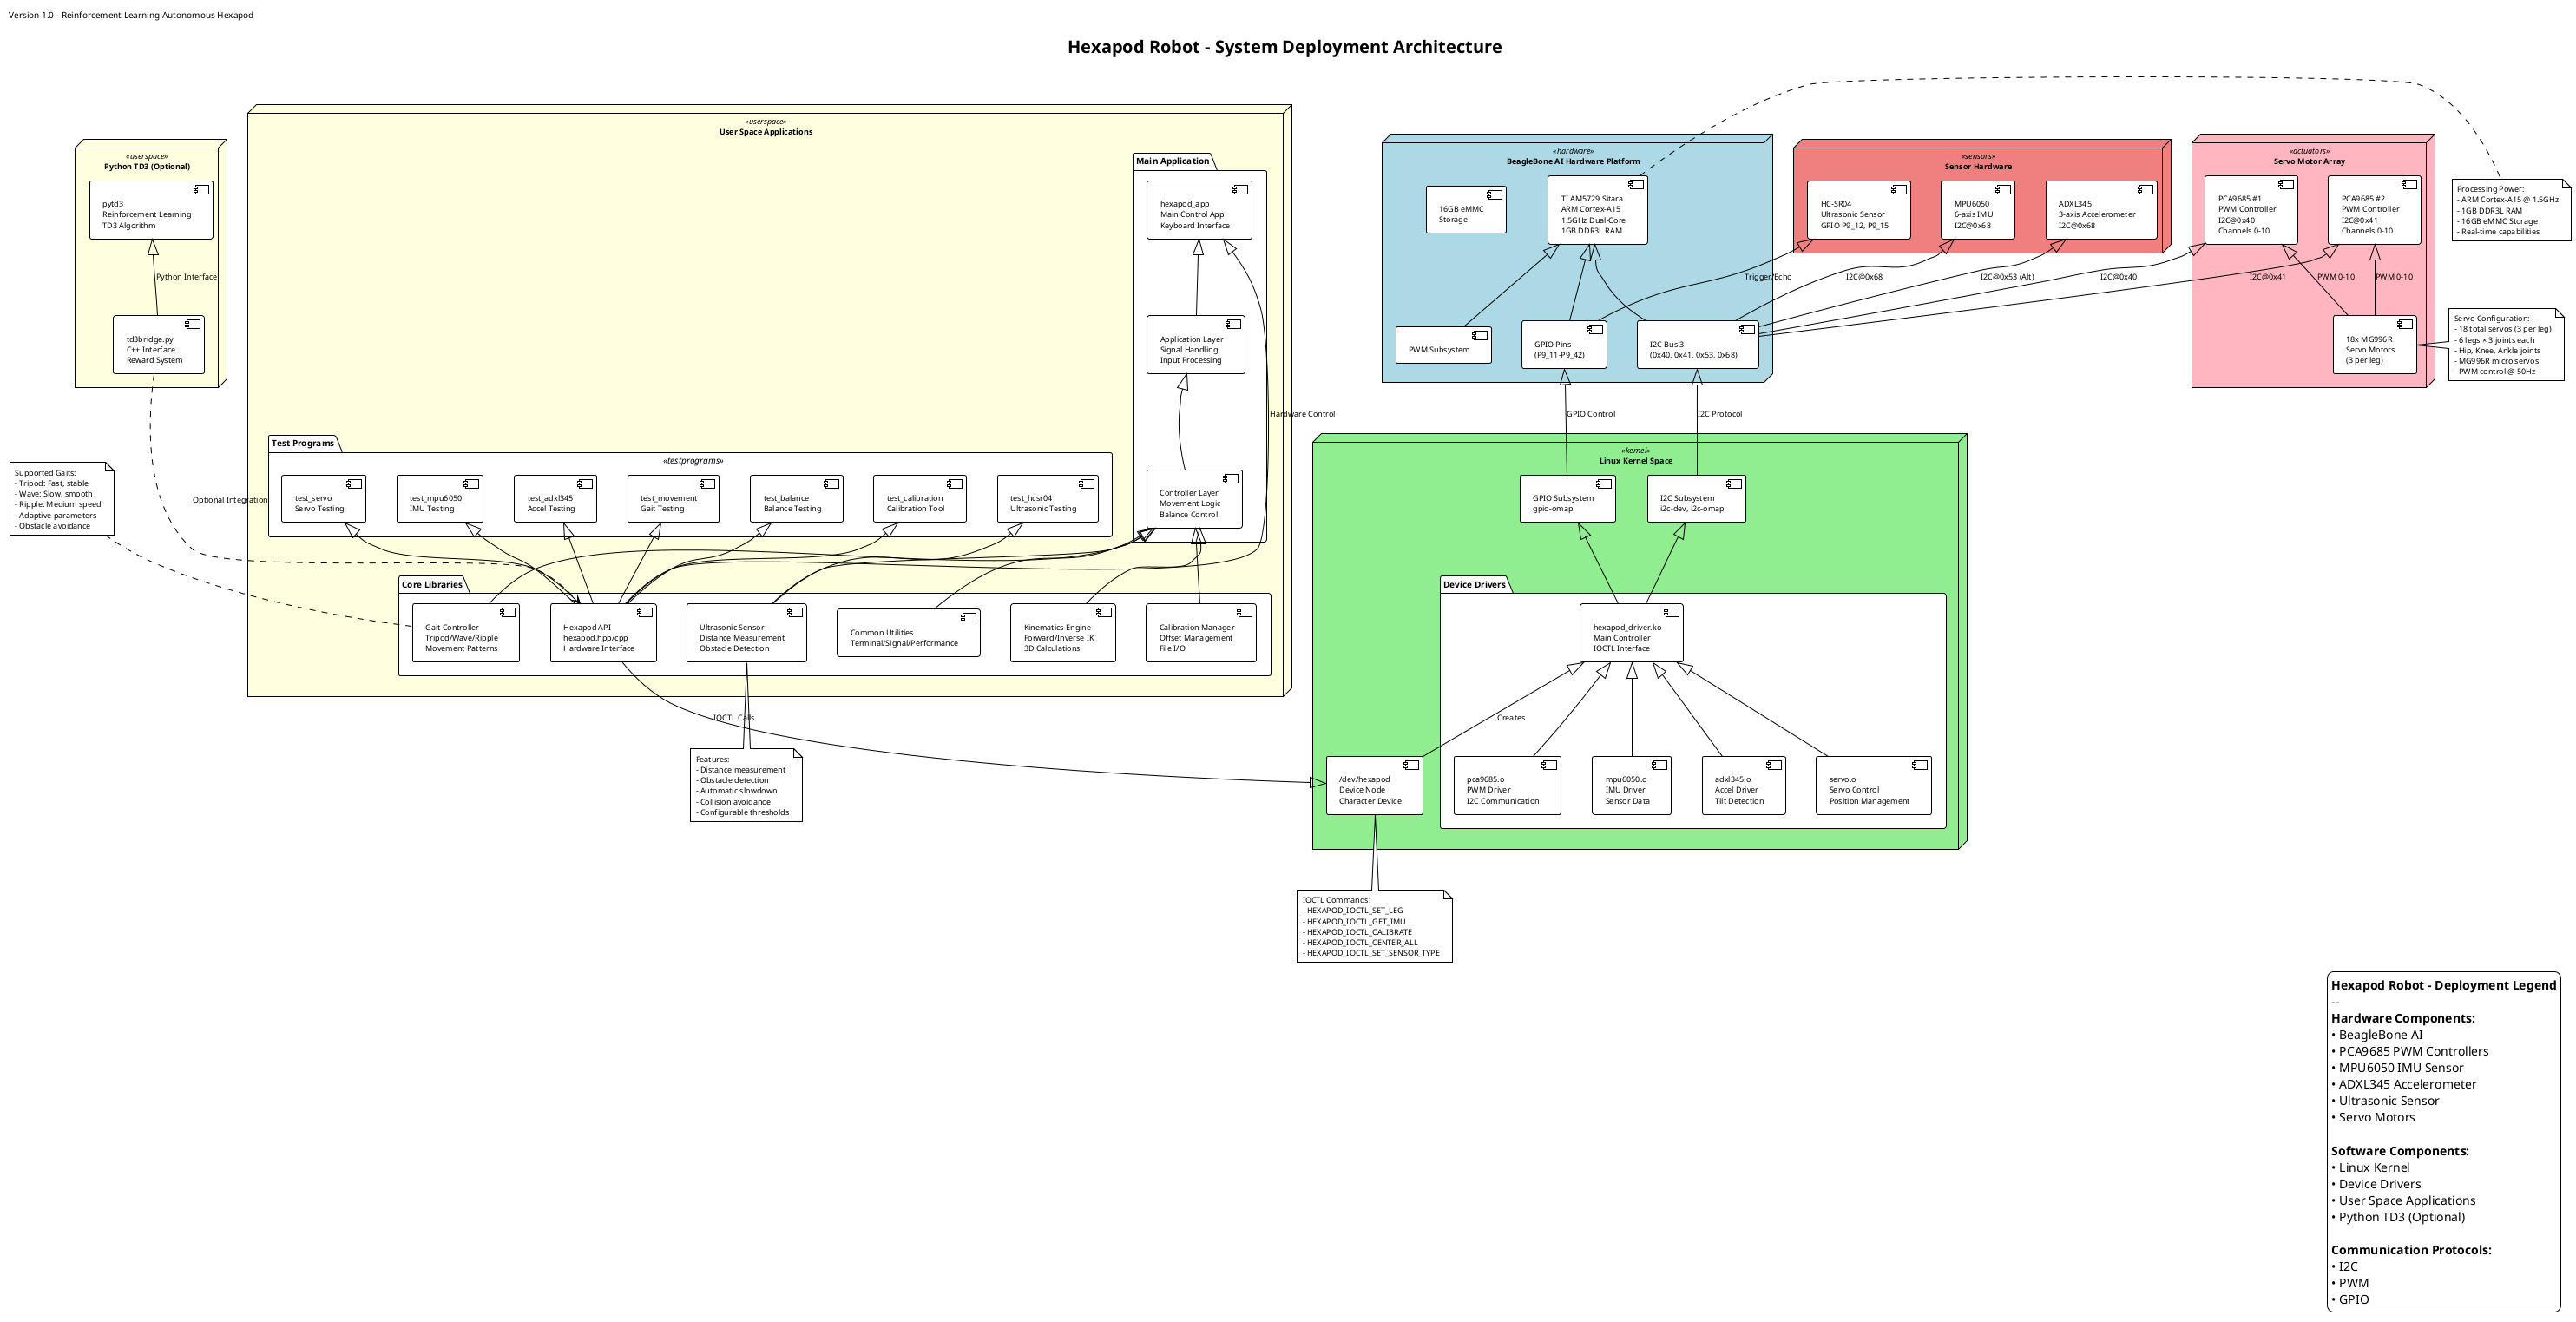 Version 1.0 - Reinforcement Learning Autonomous Hexapod
Hexapod Robot - System Deployment Architecture
«userspace»
Python TD3 (Optional)
pytd3
Reinforcement Learning
TD3 Algorithm
Python Interface
td3bridge.py
C++ Interface
Reward System
Optional Integration
Supported Gaits:
- Tripod: Fast, stable
- Wave: Slow, smooth
- Ripple: Medium speed
- Adaptive parameters
- Obstacle avoidance
«userspace»
User Space Applications
Main Application
hexapod_app
Main Control App
Keyboard Interface
Application Layer
Signal Handling
Input Processing
Hardware Control
Controller Layer
Movement Logic
Balance Control
Test Programs
«testprograms»
test_servo
Servo Testing
test_mpu6050
IMU Testing
test_adxl345
Accel Testing
test_movement
Gait Testing
test_balance
Balance Testing
test_calibration
Calibration Tool
test_hcsr04
Ultrasonic Testing
Core Libraries
Gait Controller
Tripod/Wave/Ripple
Movement Patterns
Hexapod API
hexapod.hpp/cpp
Hardware Interface
Ultrasonic Sensor
Distance Measurement
Obstacle Detection
Common Utilities
Terminal/Signal/Performance
Kinematics Engine
Forward/Inverse IK
3D Calculations
Calibration Manager
Offset Management
File I/O
IOCTL Calls
Features:
- Distance measurement
- Obstacle detection
- Automatic slowdown
- Collision avoidance
- Configurable thresholds
«hardware»
BeagleBone AI Hardware Platform
16GB eMMC
Storage
TI AM5729 Sitara
ARM Cortex-A15
1.5GHz Dual-Core
1GB DDR3L RAM
PWM Subsystem
GPIO Pins
(P9_11-P9_42)
I2C Bus 3
(0x40, 0x41, 0x53, 0x68)
«sensors»
Sensor Hardware
HC-SR04
Ultrasonic Sensor
GPIO P9_12, P9_15
MPU6050
6-axis IMU
I2C@0x68
ADXL345
3-axis Accelerometer
I2C@0x68
Trigger/Echo
I2C@0x68
I2C@0x53 (Alt)
I2C@0x40
I2C@0x41
PWM 0-10
PWM 0-10
«actuators»
Servo Motor Array
PCA9685 #1
PWM Controller
I2C@0x40
Channels 0-10
PCA9685 #2
PWM Controller
I2C@0x41
Channels 0-10
18x MG996R
Servo Motors
(3 per leg)
Processing Power:
- ARM Cortex-A15 @ 1.5GHz
- 1GB DDR3L RAM
- 16GB eMMC Storage
- Real-time capabilities
Servo Configuration:
- 18 total servos (3 per leg)
- 6 legs × 3 joints each
- Hip, Knee, Ankle joints
- MG996R micro servos
- PWM control @ 50Hz
GPIO Control
I2C Protocol
«kernel»
Linux Kernel Space
GPIO Subsystem
gpio-omap
I2C Subsystem
i2c-dev, i2c-omap
Device Drivers
hexapod_driver.ko
Main Controller
IOCTL Interface
Creates
/dev/hexapod
Device Node
Character Device
pca9685.o
PWM Driver
I2C Communication
mpu6050.o
IMU Driver
Sensor Data
adxl345.o
Accel Driver
Tilt Detection
servo.o
Servo Control
Position Management
IOCTL Commands:
- HEXAPOD_IOCTL_SET_LEG
- HEXAPOD_IOCTL_GET_IMU
- HEXAPOD_IOCTL_CALIBRATE
- HEXAPOD_IOCTL_CENTER_ALL
- HEXAPOD_IOCTL_SET_SENSOR_TYPE
Hexapod Robot - Deployment Legend
--
Hardware Components:
• BeagleBone AI
• PCA9685 PWM Controllers
• MPU6050 IMU Sensor
• ADXL345 Accelerometer
• Ultrasonic Sensor
• Servo Motors
Software Components:
• Linux Kernel
• Device Drivers
• User Space Applications
• Python TD3 (Optional)
Communication Protocols:
• I2C
• PWM
• GPIO